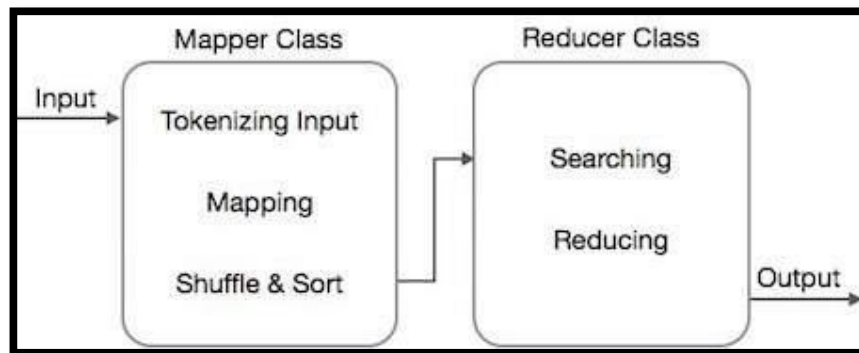 Mapper Class
Reducer Class
Input
Tokenizing Input
Mapping
Shuffle & Sort
Searching
Reducing
Output